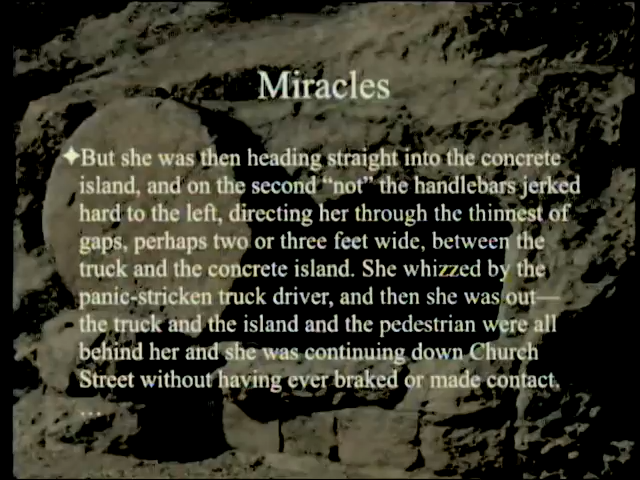 Miracles
✦But she was then heading straight into the concrete
island, and on the second “not” the handlebars jerked
hard to the left, directing her through the thinnest of
gaps, perhaps two or three feet wide, between the
truck and the concrete island. She whizzed by the
panic-stricken truck driver, and then she was out—
the truck and the island and the pedestrian were all
behind her and she was continuing down Church
Street without having ever braked or made contact.
…